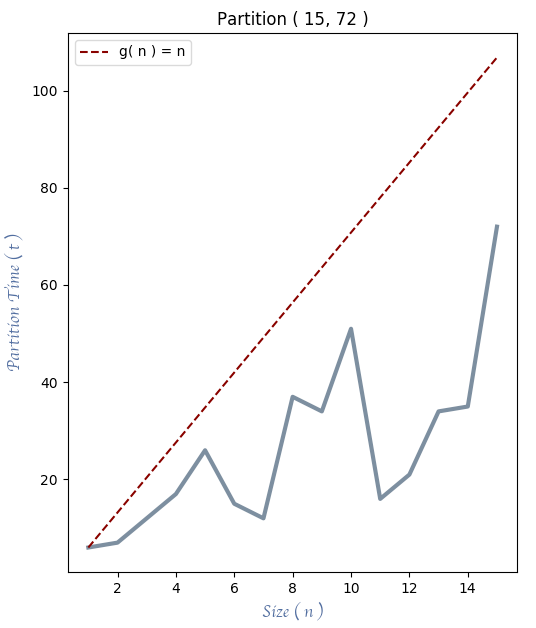 Partition ( 15, 72 )
g( n ) = n
100
80
60
40
20
Partition Time ( t )
2 4 6 8 10 12 14
Size ( n )